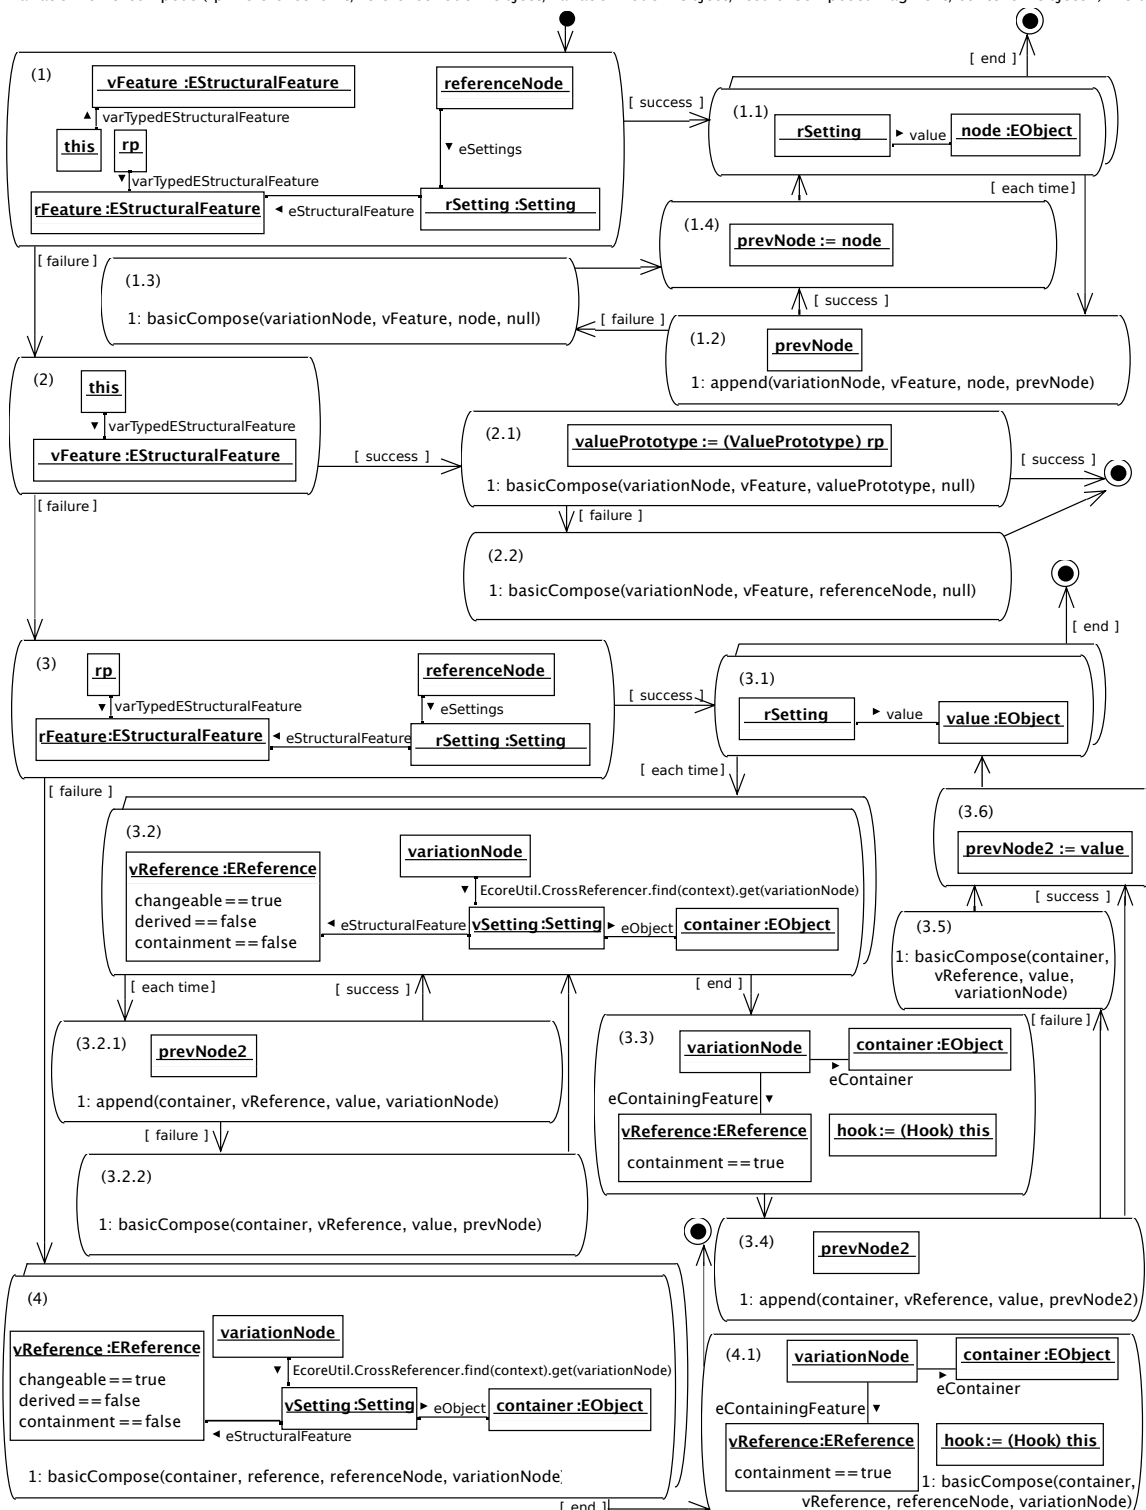 (1)
vFeature :EStructuralFeature
referenceNode
varTypedEStructuralFeature
this
rp
eSettings
varTypedEStructuralFeature
rFeature:EStructuralFeature
eStructuralFeature
rSetting :Setting
[ success ]
[ end ]
(1.1)
rSetting
value
node :EObject
[ each time]
(1.4)
prevNode := node
[ failure ]
(1.3)
1: basicCompose(variationNode, vFeature, node, null)
[ success ]
[ failure ]
(1.2)
prevNode
1: append(variationNode, vFeature, node, prevNode)
(2)
this
varTypedEStructuralFeature
vFeature :EStructuralFeature
[ success ]
(2.1)
valuePrototype := (ValuePrototype) rp
1: basicCompose(variationNode, vFeature, valuePrototype, null)
[ success ]
[ failure ]
[ failure ]
(2.2)
1: basicCompose(variationNode, vFeature, referenceNode, null)
(3)
rp
referenceNode
varTypedEStructuralFeature
eSettings
rFeature:EStructuralFeature
eStructuralFeature
rSetting :Setting
[ success ]
[ end ]
(3.1)
rSetting
value
value :EObject
[ each time]
[ failure ]
(3.2)
variationNode
vReference :EReference
changeable==true
derived==false
containment==false
EcoreUtil.CrossReferencer.find(context).get(variationNode)
eStructuralFeature
vSetting:Setting
eObject
container :EObject
(3.6)
prevNode2 := value
[ success ]
(3.5)
1: basicCompose(container,
vReference, value,
variationNode)
[ failure ]
[ each time]
[ success ]
[ end ]
(3.2.1)
prevNode2
1: append(container, vReference, value, variationNode)
[ failure ]
(3.2.2)
1: basicCompose(container, vReference, value, prevNode)
(3.3)
variationNode
container :EObject
eContainer
eContainingFeature
vReference:EReference
containment ==true
hook:= (Hook) this
(3.4)
prevNode2
1: append(container, vReference, value, prevNode2)
(4)
variationNode
vReference :EReference
changeable==true
derived==false
containment==false
EcoreUtil.CrossReferencer.find(context).get(variationNode)
vSetting:Setting
eObject
container :EObject
eStructuralFeature
1: basicCompose(container, reference, referenceNode, variationNode
[ end ]
(4.1)
variationNode
container :EObject
eContainer
eContainingFeature
vReference:EReference
containment ==true
hook:= (Hook) this
1: basicCompose(container,
vReference, referenceNode, variationNode)